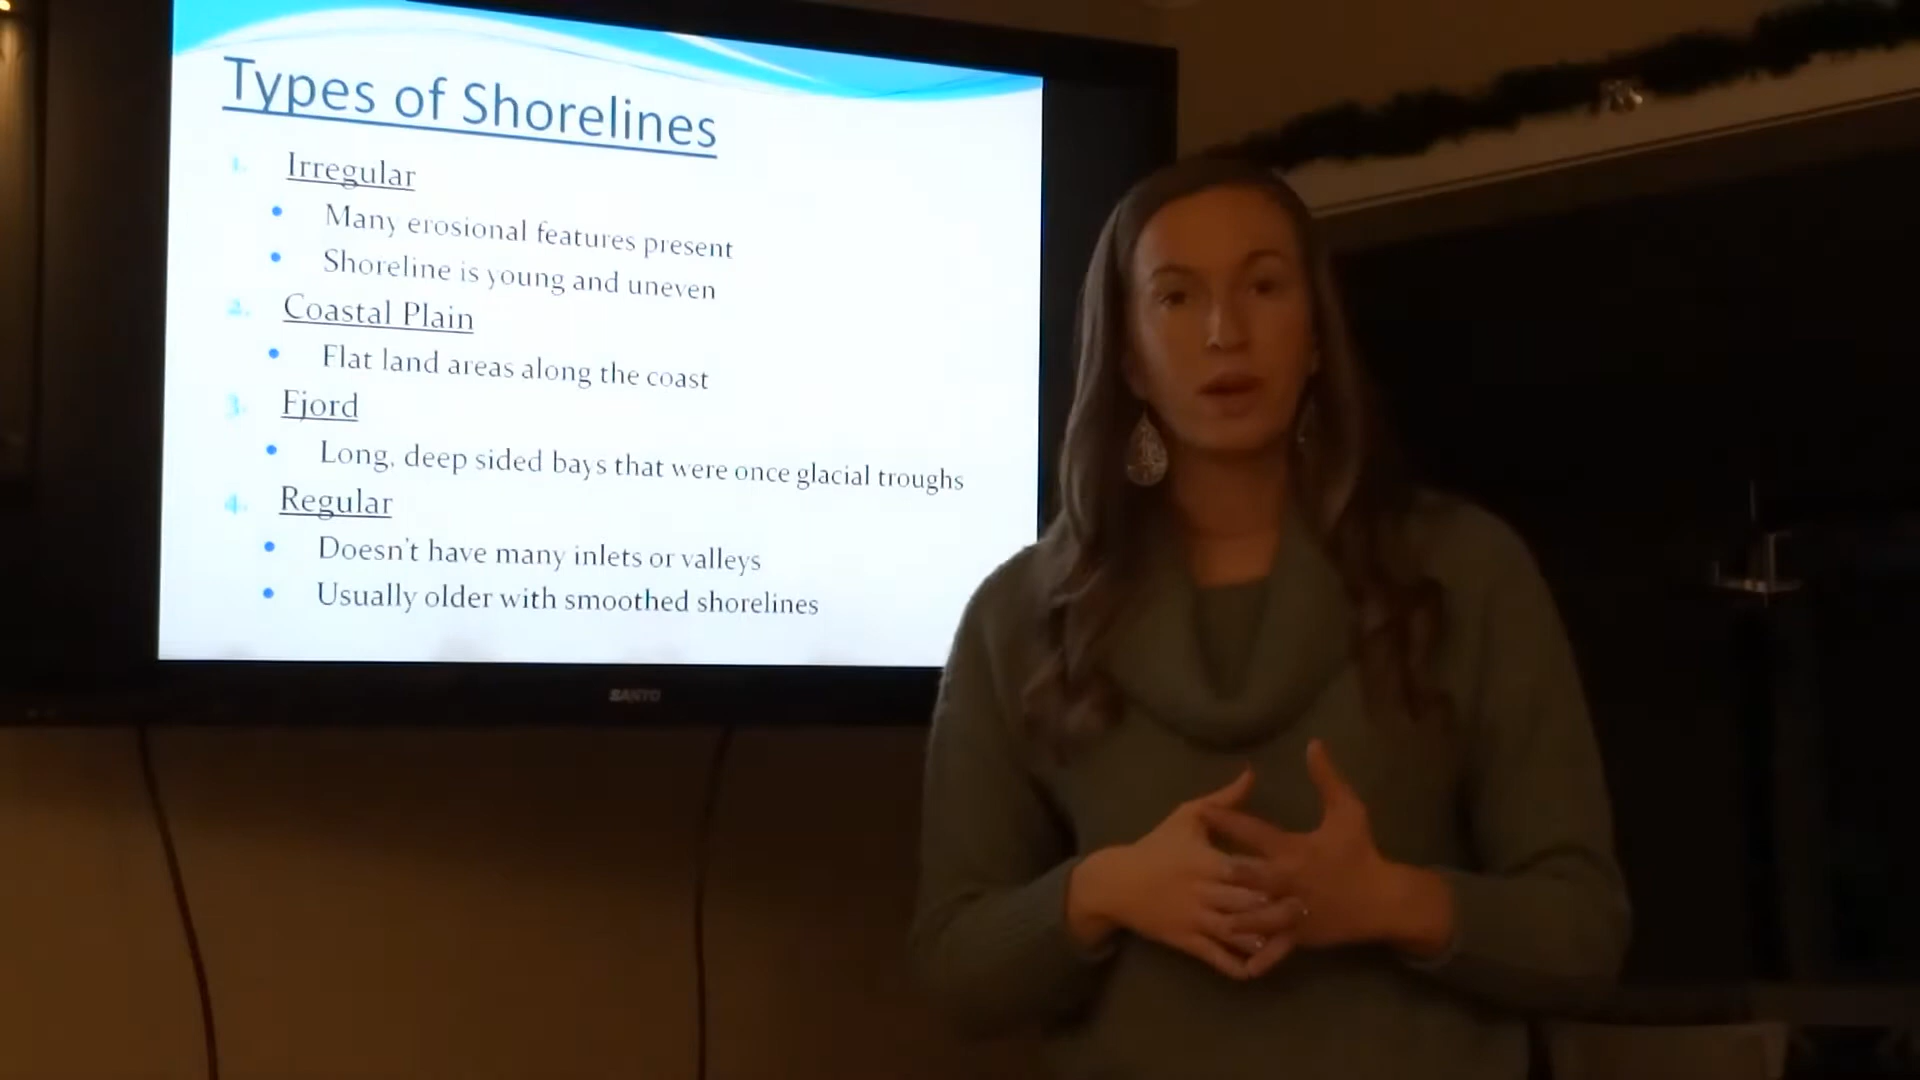 Types of Shorelines
1. Irregular
• Many erosional features present
• Shoreline is young and uneven
2. Coastal Plain
• Flat land areas along the coast
3. Fjord
• Long, deep sided bays that were once glacial troughs
4. Regular
• Doesn't have many inlets or valleys
• Usually older with smoothed shorelines
SANYO